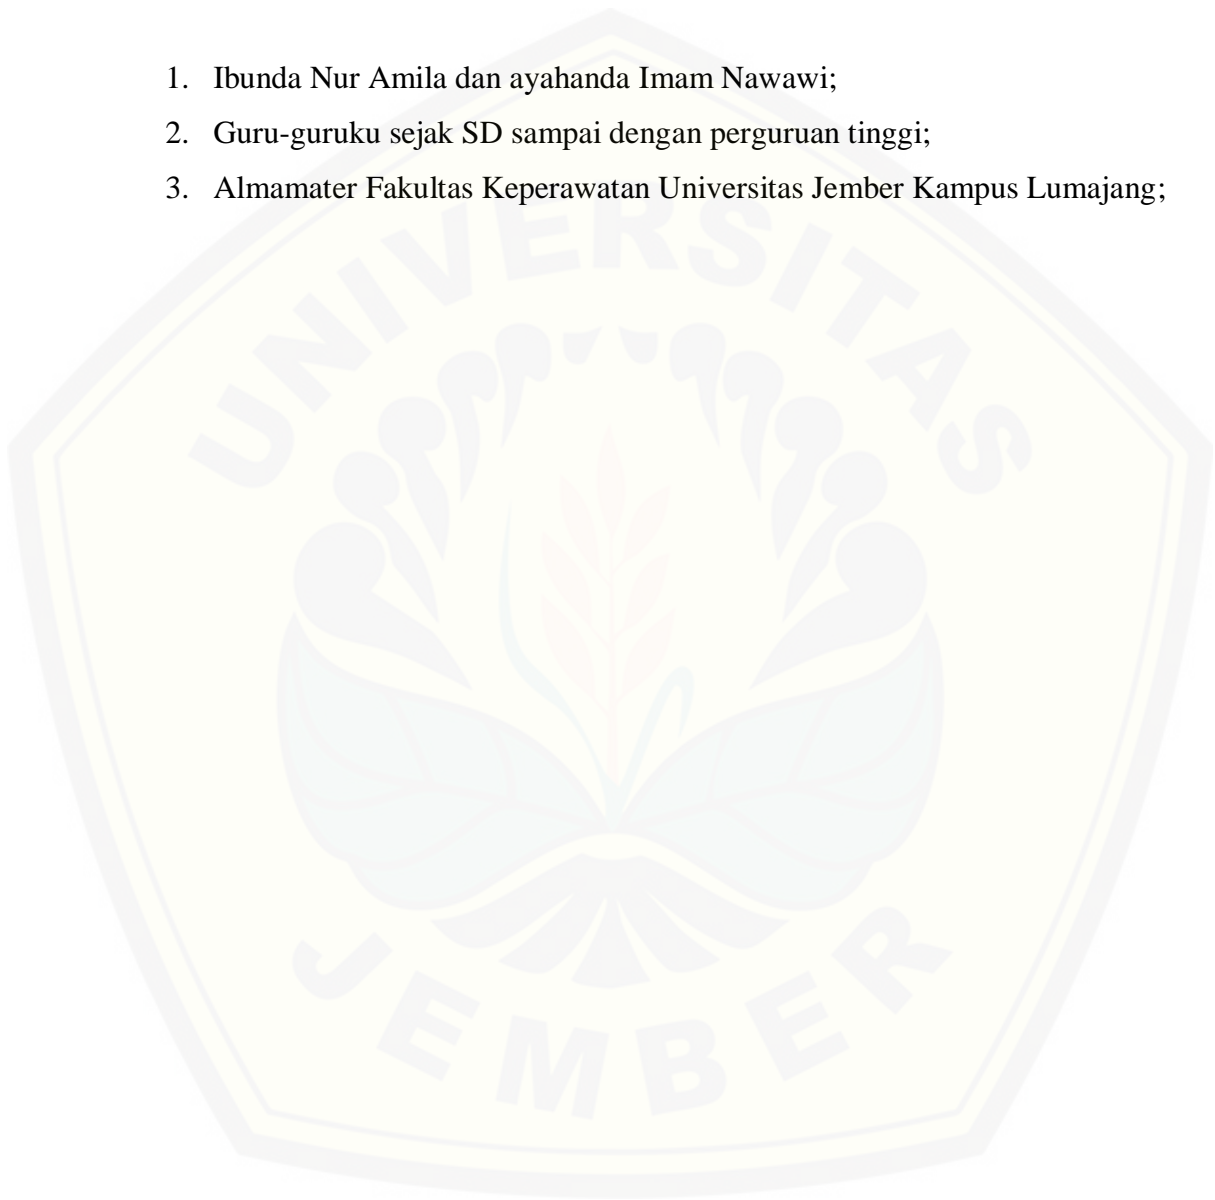 1. Ibunda Nur Amila dan ayahanda Imam Nawawi;
2. Guru-guruku sejak SD sampai dengan perguruan tinggi;
3. Almamater Fakultas Keperawatan Universitas Jember Kampus Lumajang;
UNIVERSITAS
JEMBER